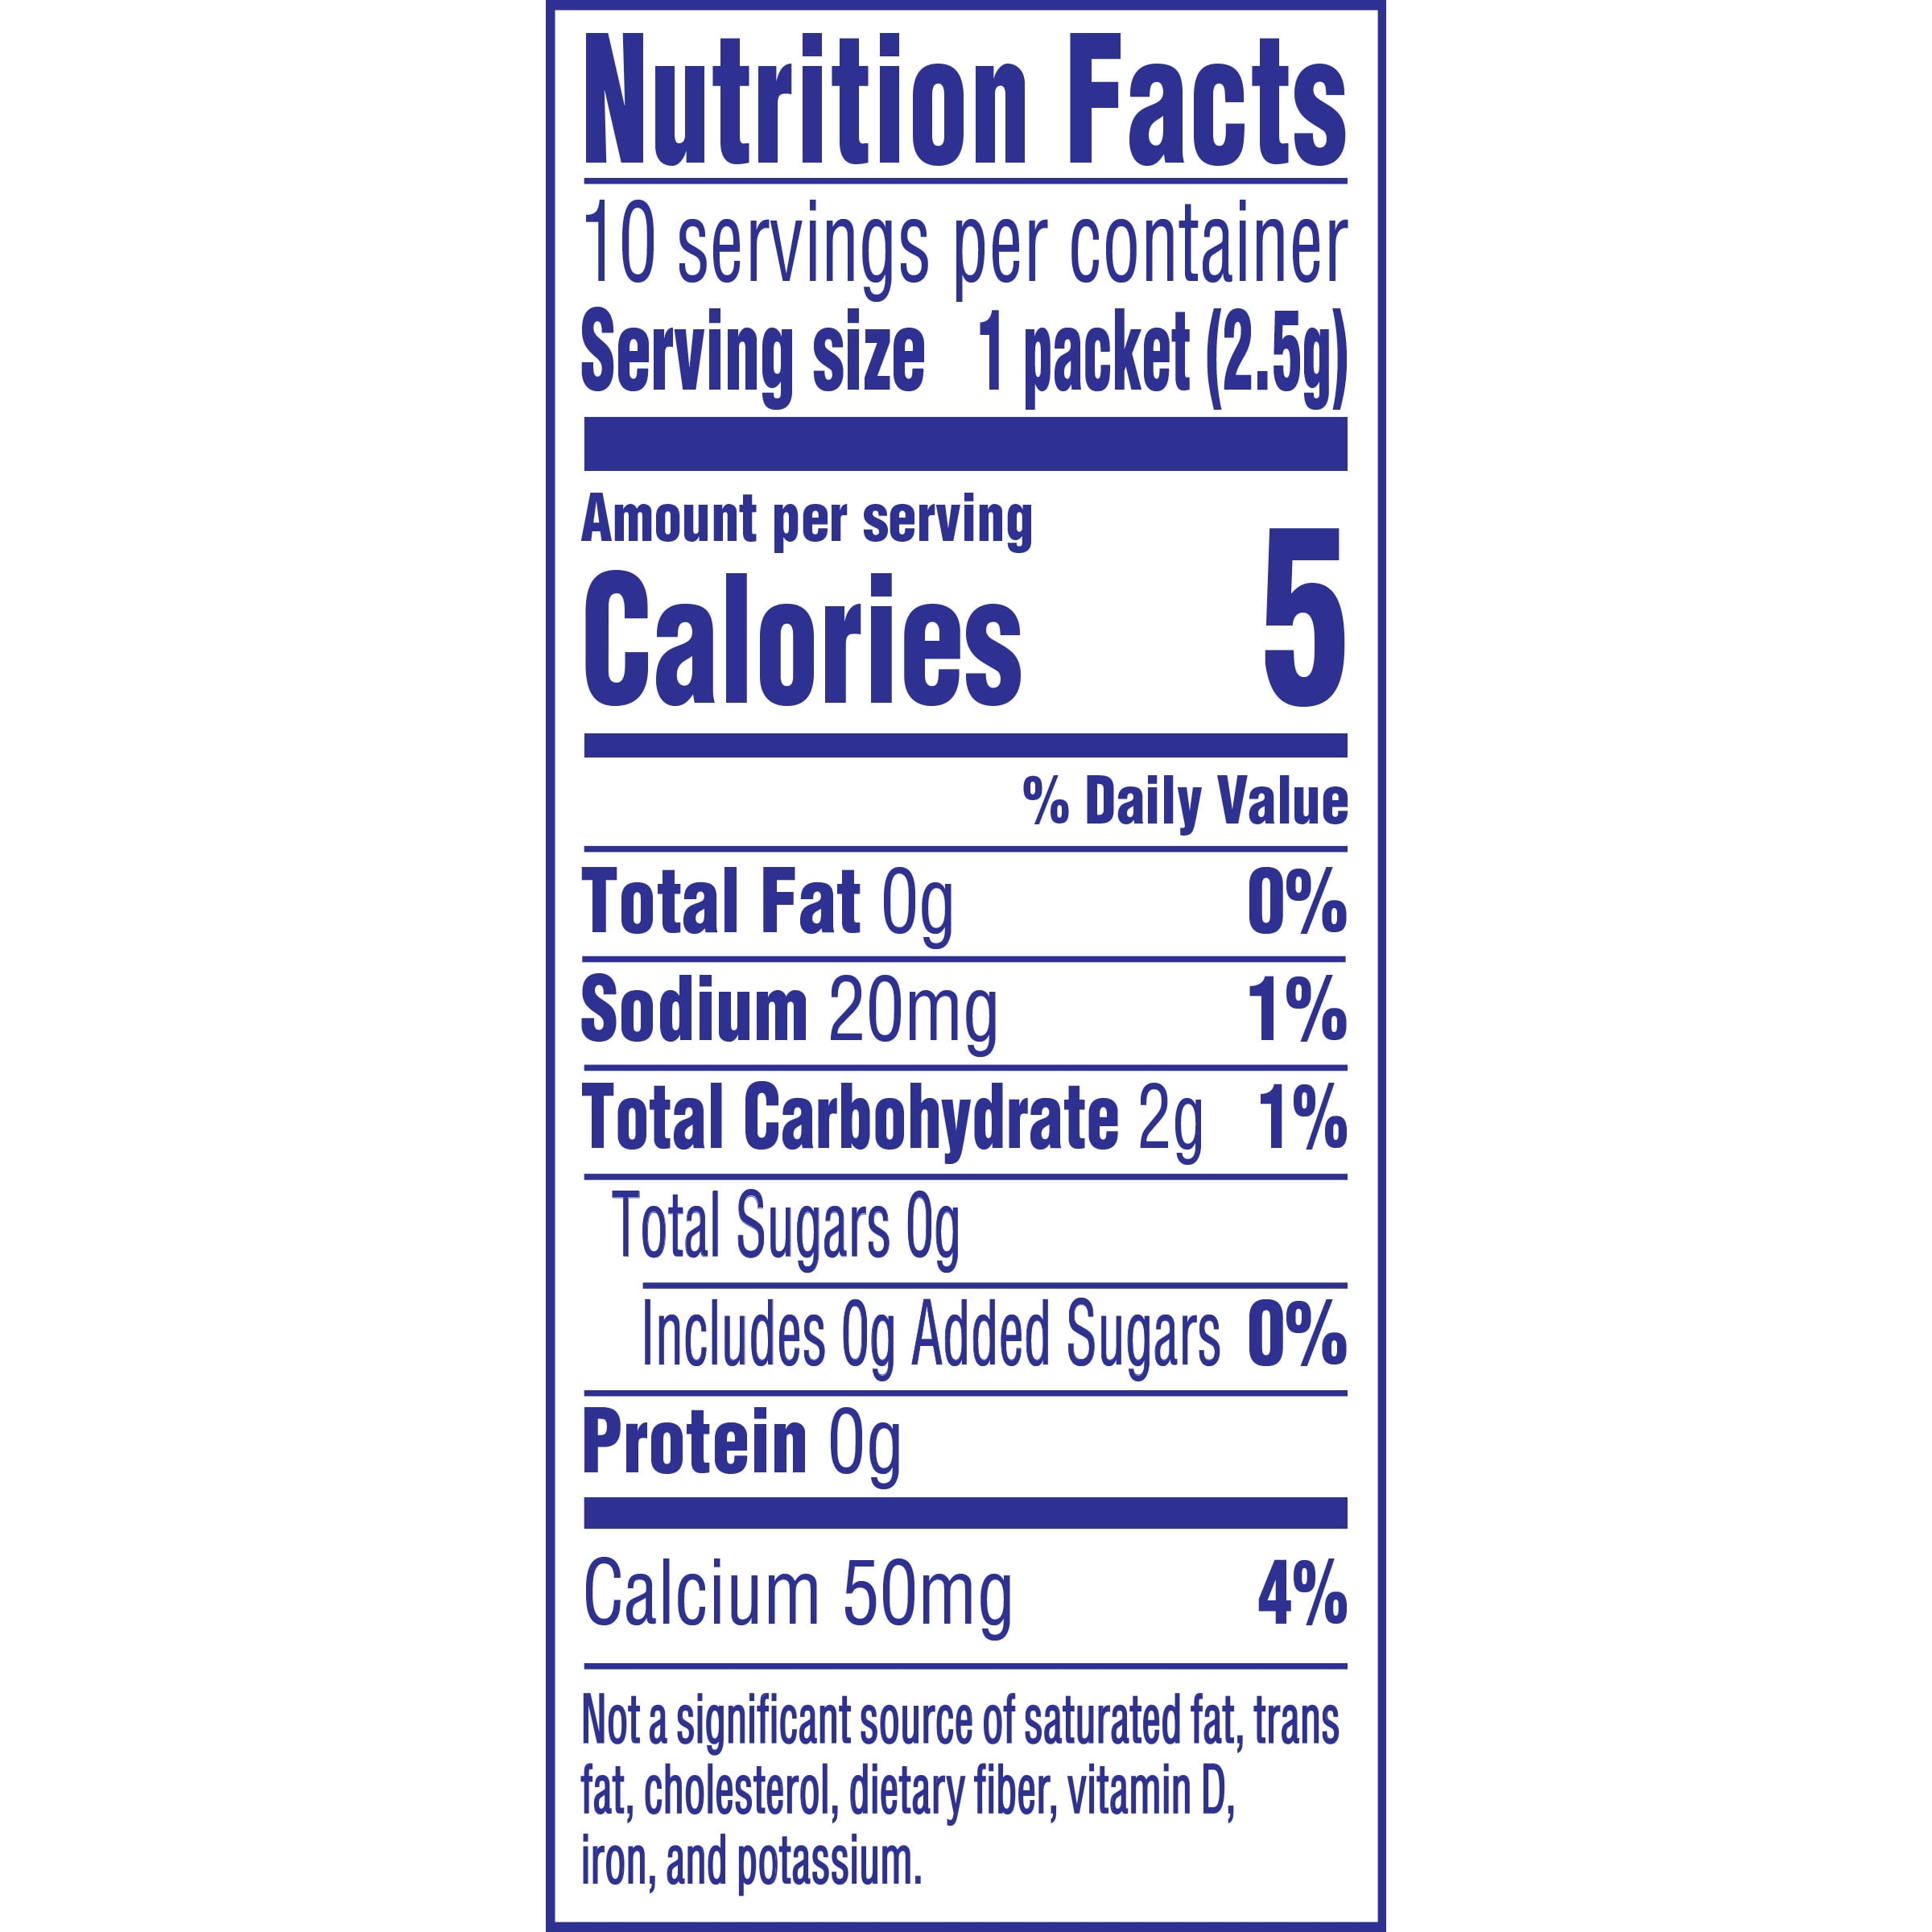 Nutrition Facts
10 servings per container
Serving size 1 packet (2.5g)
Amount per serving
Calories 5
% Daily Value
Total Fat 0g 0%
Sodium 20mg 1%
Total Carbohydrate 2g 1%
Total Sugars 0g
Includes 0g Added Sugars 0%
Protein 0g
Calcium 50mg 4%
Not a significant source of saturated fat, trans
fat, cholesterol, dietary fiber, vitamin D,
iron, and potassium.